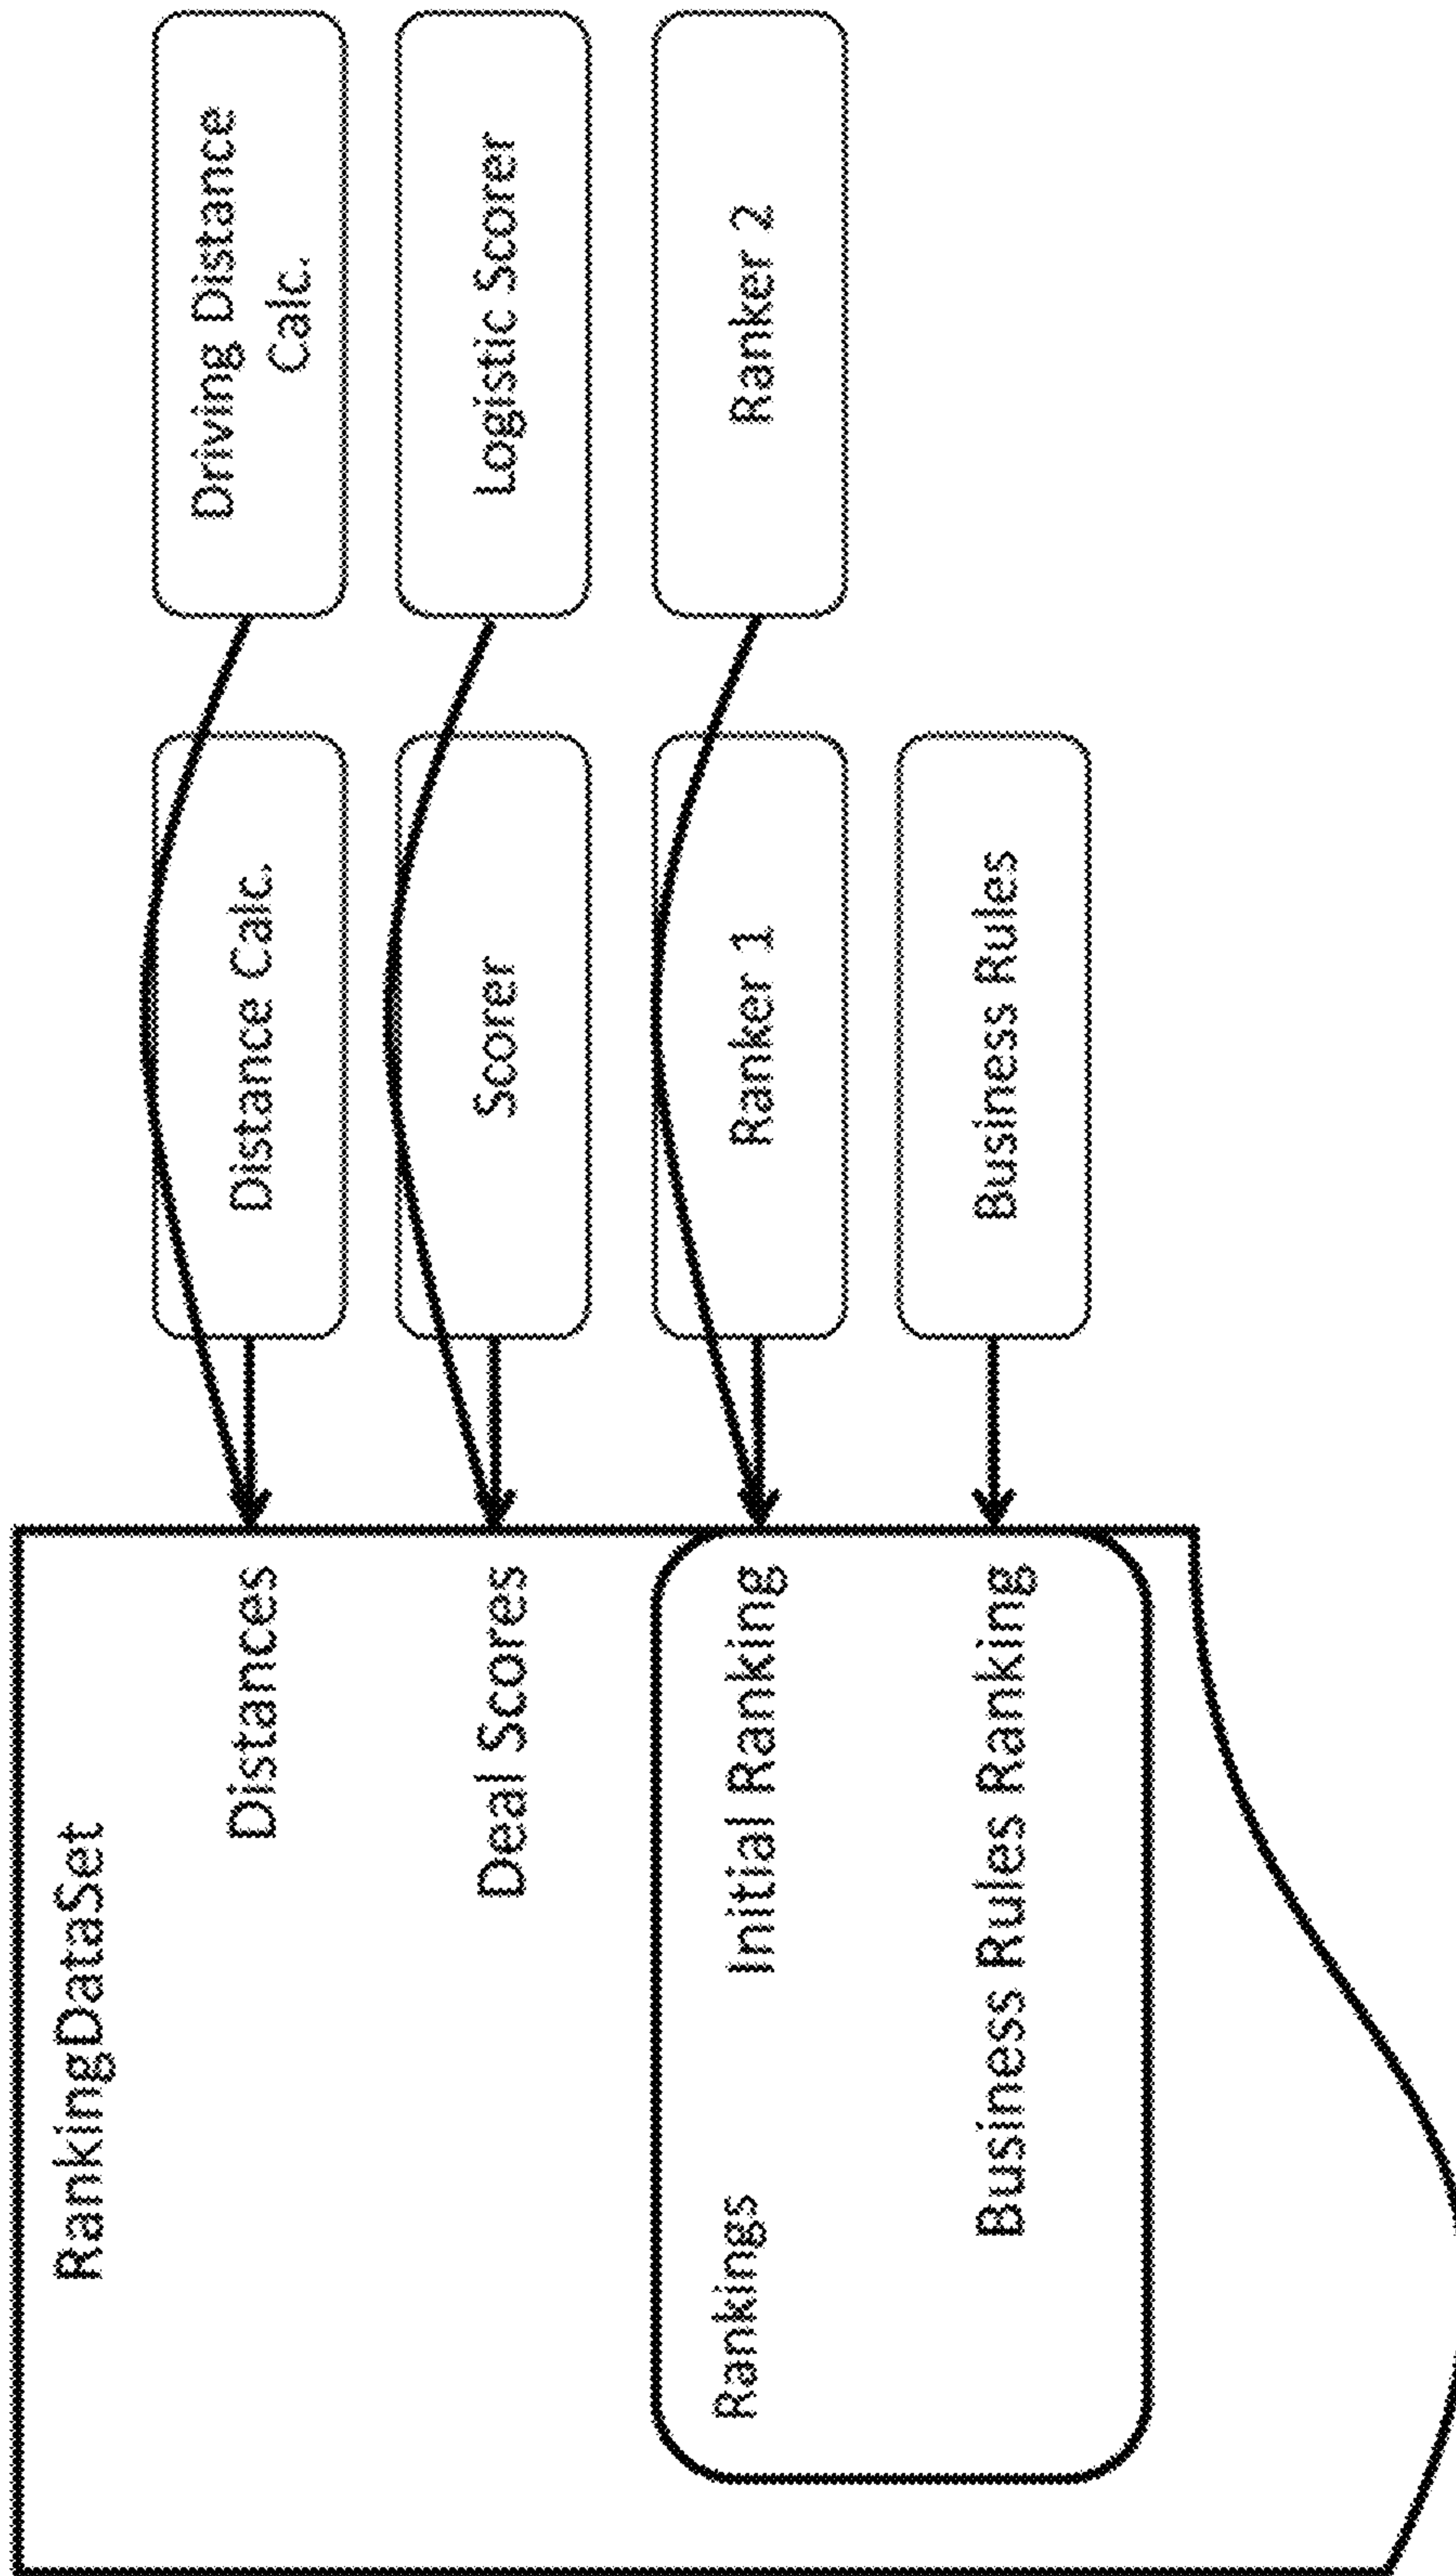 RankingDataSet
Distances
Distance Calc.
Driving Distance
Calc.
Deal Scores
Scorer
Logistic Scorer
Rankings
Initial Ranking
Ranker 1
Ranker 2
Business Rules Ranking
Business Rules